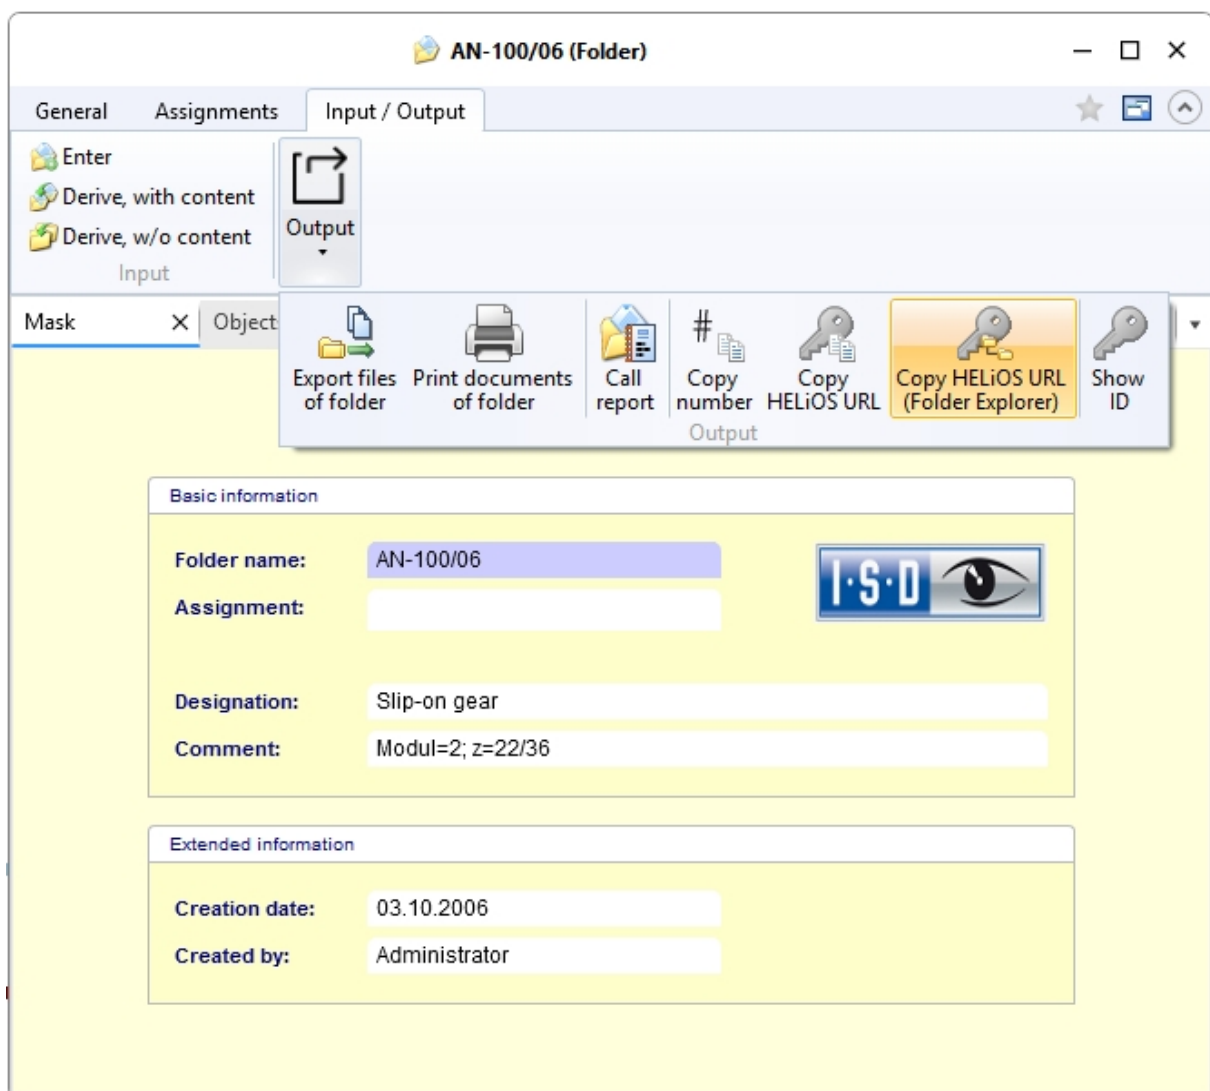 AN-100/06 (Folder)
General Assignments Input / Output
Enter
Derive, with content
Derive, w/o content
Input
Output
Mask Object
Export files of folder
Print documents of folder
Call report
# Copy number
Copy HELiOS URL
Copy HELiOS URL (Folder Explorer)
Show ID
Output
Basic information
Folder name: AN-100/06
I·S·D
Assignment:
Designation: Slip-on gear
Comment: Modul=2; z=22/36
Extended information
Creation date: 03.10.2006
Created by: Administrator